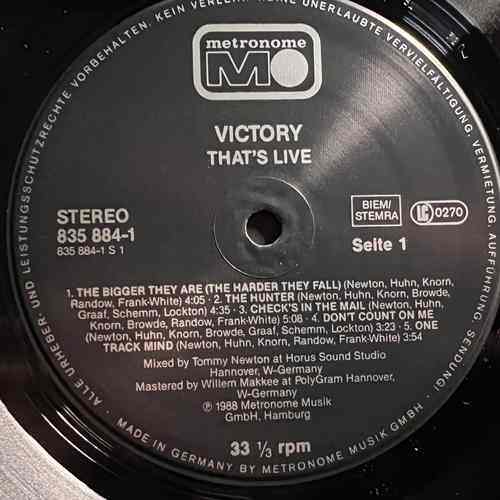 metronome
VICTORY
THAT'S LIVE
STEREO
835 884-1
835 884-1 S 1
BIEM/
STEMRA
LC 0270
Seite 1
1. THE BIGGER THEY ARE (THE HARDER THEY FALL) (Newton, Huhn, Knorn,
Randow, Frank-White) 4:05 · 2. THE HUNTER (Newton, Huhn, Knorn, Browde,
Graaf, Schemm, Lockton) 4:35 · 3. CHECK'S IN THE MAIL (Newton, Huhn,
Knorn, Browde, Randow, Frank-White) 5:08 · 4. DON'T COUNT ON ME
(Newton, Huhn, Knorn, Browde, Graaf, Schemm, Lockton) 3:23 · 5. ONE
TRACK MIND (Newton, Huhn, Knorn, Randow, Frank-White) 3:54
Mixed by Tommy Newton at Horus Sound Studio
Hannover, W-Germany
Mastered by Willem Makkee at PolyGram Hannover,
W-Germany
℗ 1988 Metronome Musik
GmbH, Hamburg
33 1/3 rpm
ALLE URHEBER- UND LEISTUNGSSCHUTZRECHTE VORBEHALTEN. KEIN VERLEIH! KEINE UNERLAUBTE VERVIELFÄLTIGUNG, VERMIETUNG, AUFFÜHRUNG, SENDUNG!
MADE IN GERMANY BY METRONOME MUSIK GMBH